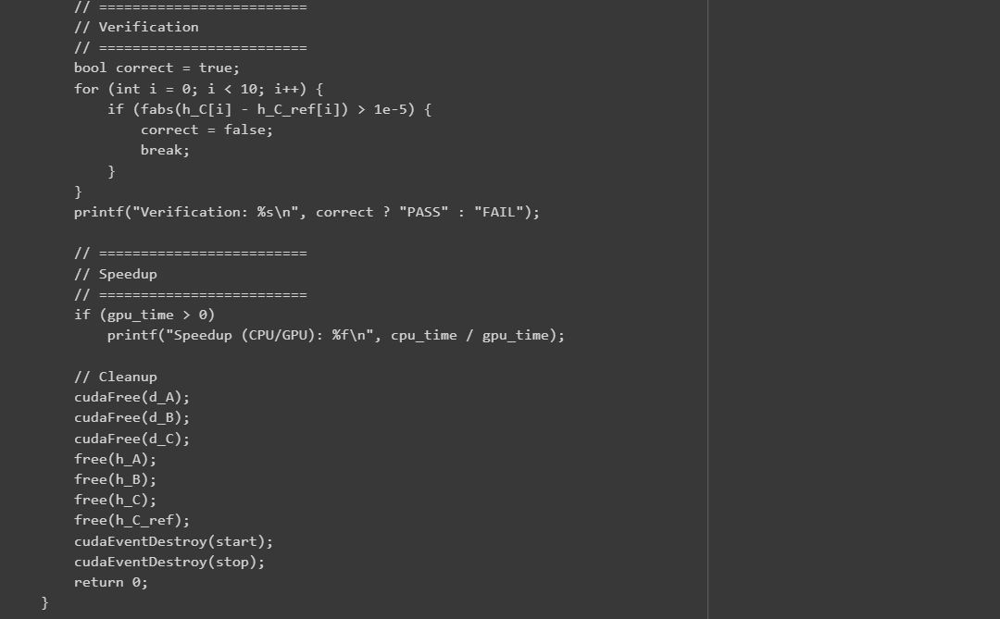 // =========================
// Verification
// =========================
bool correct = true;
for (int i = 0; i < 10; i++) {
    if (fabs(h_C[i] - h_C_ref[i]) > 1e-5) {
        correct = false;
        break;
    }
}
printf("Verification: %s\n", correct ? "PASS" : "FAIL");

// =========================
// Speedup
// =========================
if (gpu_time > 0)
    printf("Speedup (CPU/GPU): %f\n", cpu_time / gpu_time);

// Cleanup
cudaFree(d_A);
cudaFree(d_B);
cudaFree(d_C);
free(h_A);
free(h_B);
free(h_C);
free(h_C_ref);
cudaEventDestroy(start);
cudaEventDestroy(stop);
return 0;
}